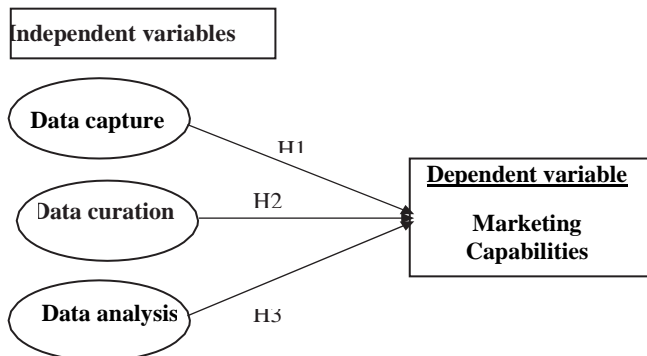 Independent variables
Data capture
H1
Dependent variable
Data curation
H2
Marketing
Capabilities
Data analysis
H3